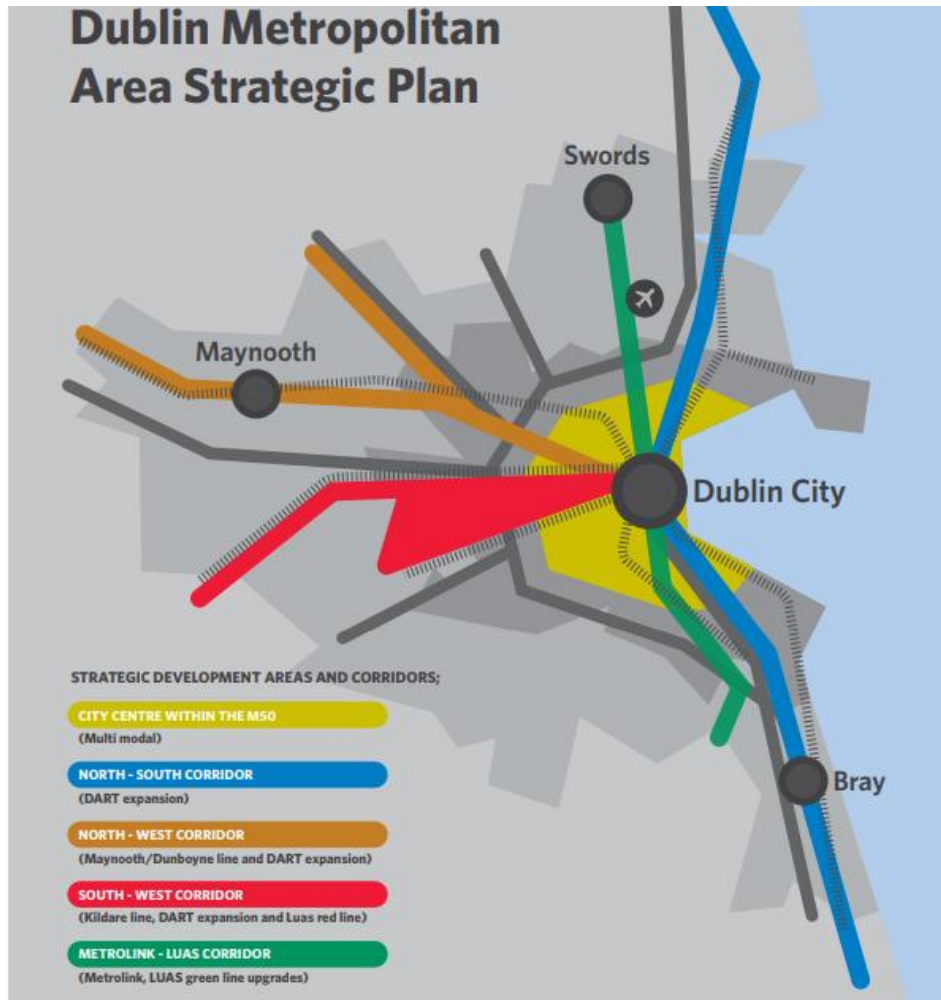 Dublin Metropolitan
Area Strategic Plan
Swords
Maynooth
Dublin City
Bray
STRATEGIC DEVELOPMENT AREAS AND CORRIDORS;
CITY CENTRE WITHIN THE M50
(Multi modal)
NORTH - SOUTH CORRIDOR
(DART expansion)
NORTH - WEST CORRIDOR
(Maynooth/Dunboyne line and DART expansion)
SOUTH - WEST CORRIDOR
(Kildare line, DART expansion and Luas red line)
METROLINK - LUAS CORRIDOR
(Metrolink, LUAS green line upgrades)